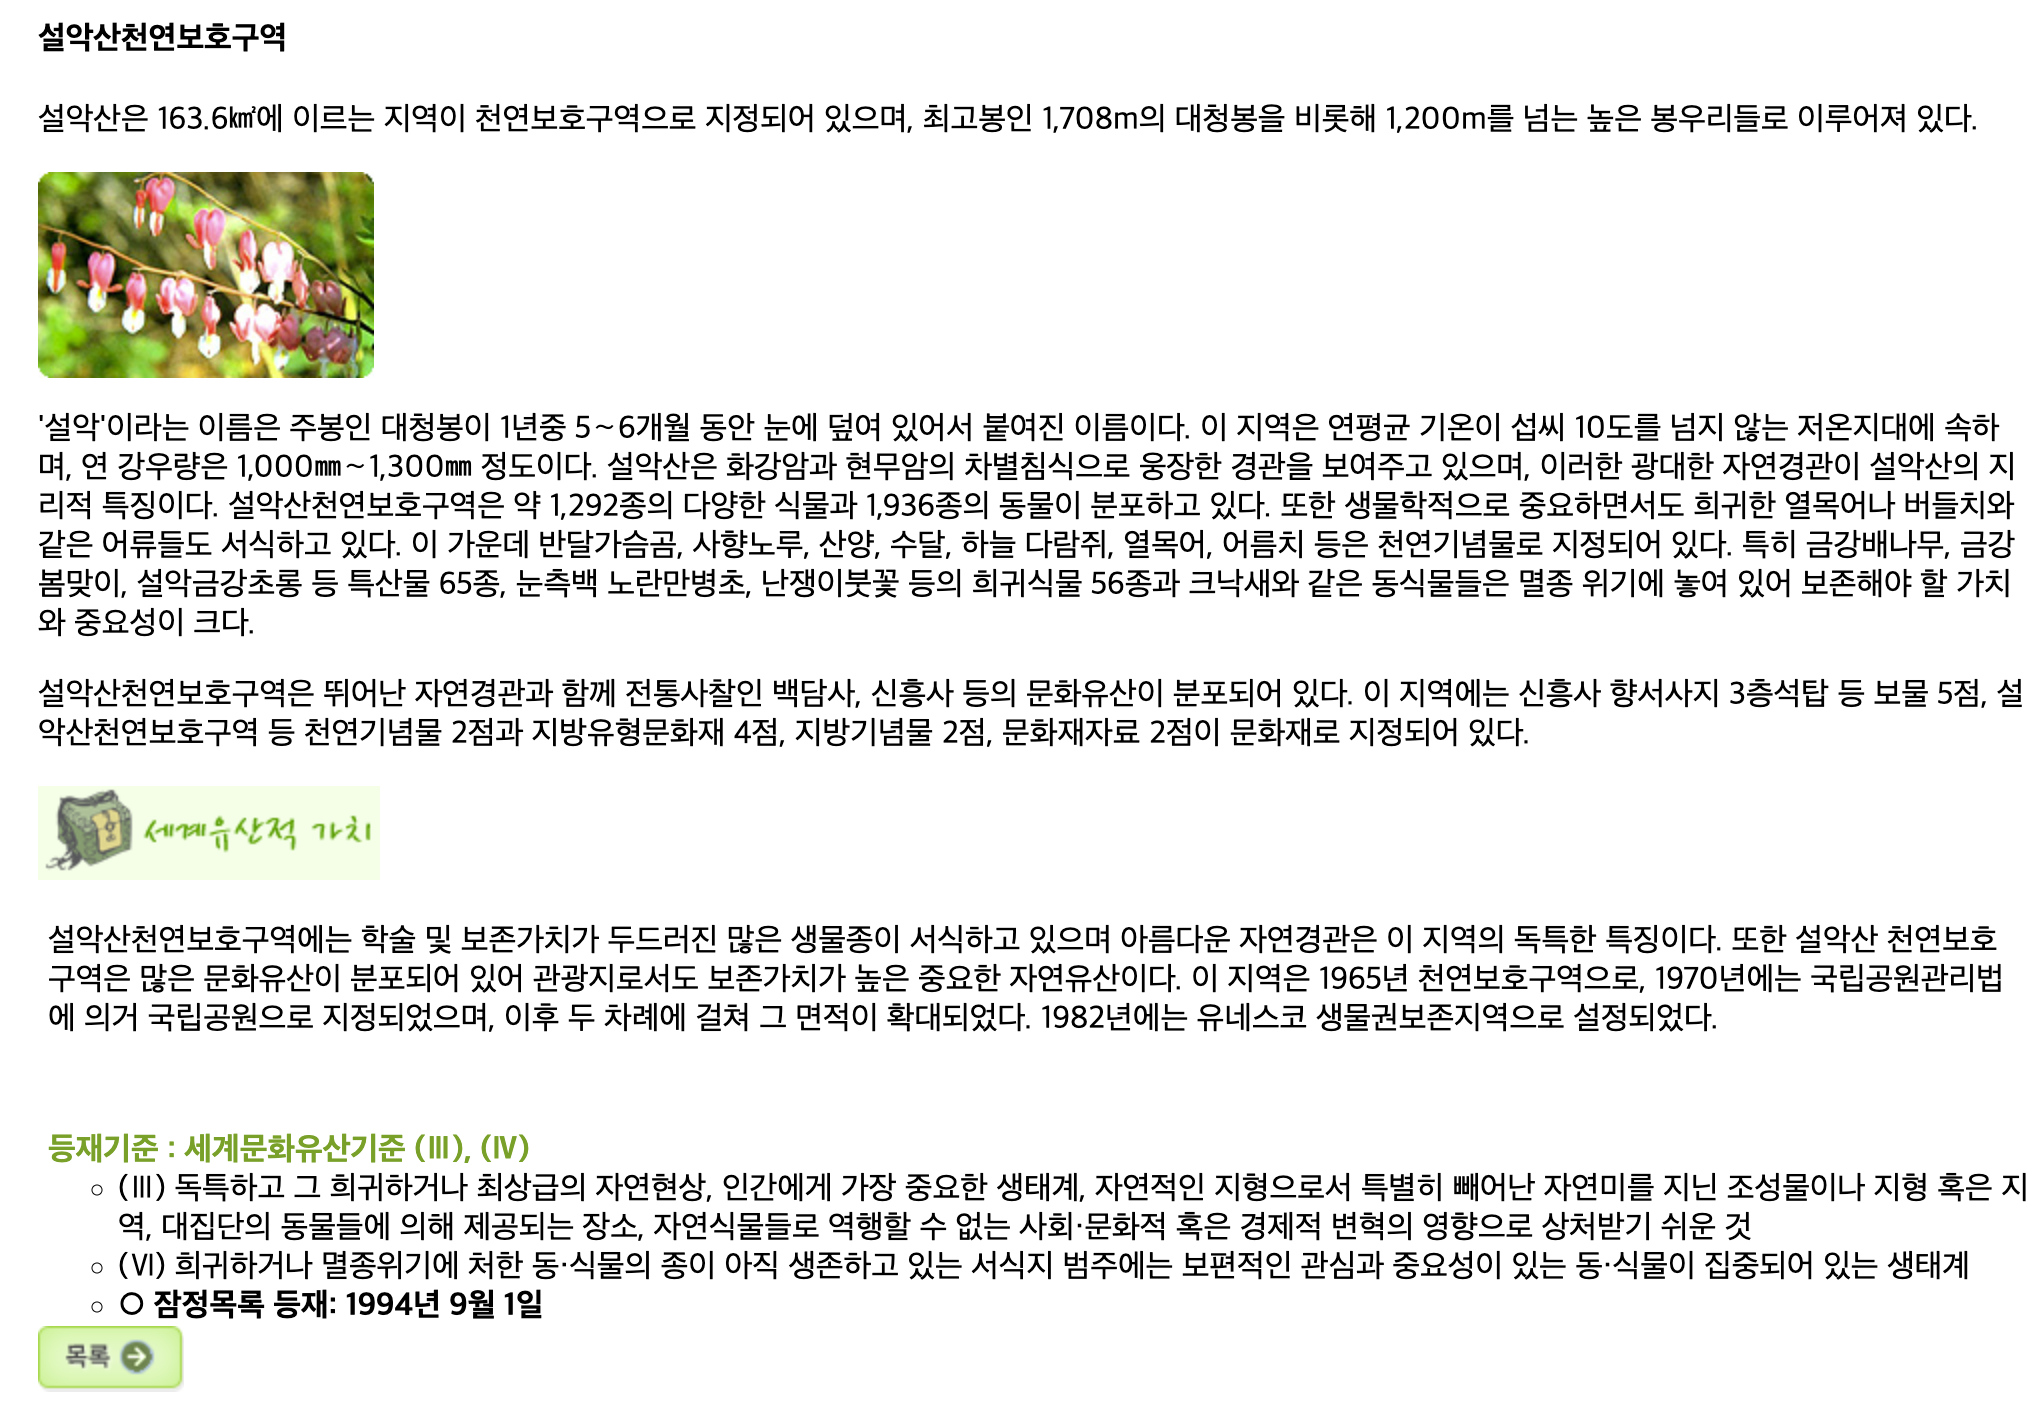 설악산천연보호구역
설악산은 163.6㎢에 이르는 지역이 천연보호구역으로 지정되어 있으며, 최고봉인 1,708m의 대청봉을 비롯해 1,200m를 넘는 높은 봉우리들로 이루어져 있다.
'설악'이라는 이름은 주봉인 대청봉이 1년중 5~6개월 동안 눈에 덮여 있어서 붙여진 이름이다. 이 지역은 연평균 기온이 섭씨 10도를 넘지 않는 저온지대에 속하
며, 연 강우량은 1,000㎜~1,300㎜ 정도이다. 설악산은 화강암과 현무암의 차별침식으로 웅장한 경관을 보여주고 있으며, 이러한 광대한 자연경관이 설악산의 지
리적 특징이다. 설악산천연보호구역은 약 1,292종의 다양한 식물과 1,936종의 동물이 분포하고 있다. 또한 생물학적으로 중요하면서도 희귀한 열목어나 버들치와
같은 어류들도 서식하고 있다. 이 가운데 반달가슴곰, 사향노루, 산양, 수달, 하늘 다람쥐, 열목어, 어름치 등은 천연기념물로 지정되어 있다. 특히 금강배나무, 금강
봄맞이, 설악금강초롱 등 특산물 65종, 눈측백 노란만병초, 난쟁이붓꽃 등의 희귀식물 56종과 크낙새와 같은 동식물들은 멸종 위기에 놓여 있어 보존해야 할 가치
와 중요성이 크다.
설악산천연보호구역은 뛰어난 자연경관과 함께 전통사찰인 백담사, 신흥사 등의 문화유산이 분포되어 있다. 이 지역에는 신흥사 향서사지 3층석탑 등 보물 5점, 설
악산천연보호구역 등 천연기념물 2점과 지방유형문화재 4점, 지방기념물 2점, 문화재자료 2점이 문화재로 지정되어 있다.
세계유산적 가치
설악산천연보호구역에는 학술 및 보존가치가 두드러진 많은 생물종이 서식하고 있으며 아름다운 자연경관은 이 지역의 독특한 특징이다. 또한 설악산 천연보호
구역은 많은 문화유산이 분포되어 있어 관광지로서도 보존가치가 높은 중요한 자연유산이다. 이 지역은 1965년 천연보호구역으로, 1970년에는 국립공원관리법
에 의거 국립공원으로 지정되었으며, 이후 두 차례에 걸쳐 그 면적이 확대되었다. 1982년에는 유네스코 생물권보존지역으로 설정되었다.
등재기준 : 세계문화유산기준 (Ⅲ), (Ⅳ)
(Ⅲ) 독특하고 그 희귀하거나 최상급의 자연현상, 인간에게 가장 중요한 생태계, 자연적인 지형으로서 특별히 빼어난 자연미를 지닌 조성물이나 지형 혹은 지
역, 대집단의 동물들에 의해 제공되는 장소, 자연식물들로 역행할 수 없는 사회·문화적 혹은 경제적 변혁의 영향으로 상처받기 쉬운 것
(Ⅵ) 희귀하거나 멸종위기에 처한 동·식물의 종이 아직 생존하고 있는 서식지 범주에는 보편적인 관심과 중요성이 있는 동·식물이 집중되어 있는 생태계
○ 잠정목록 등재: 1994년 9월 1일
목록